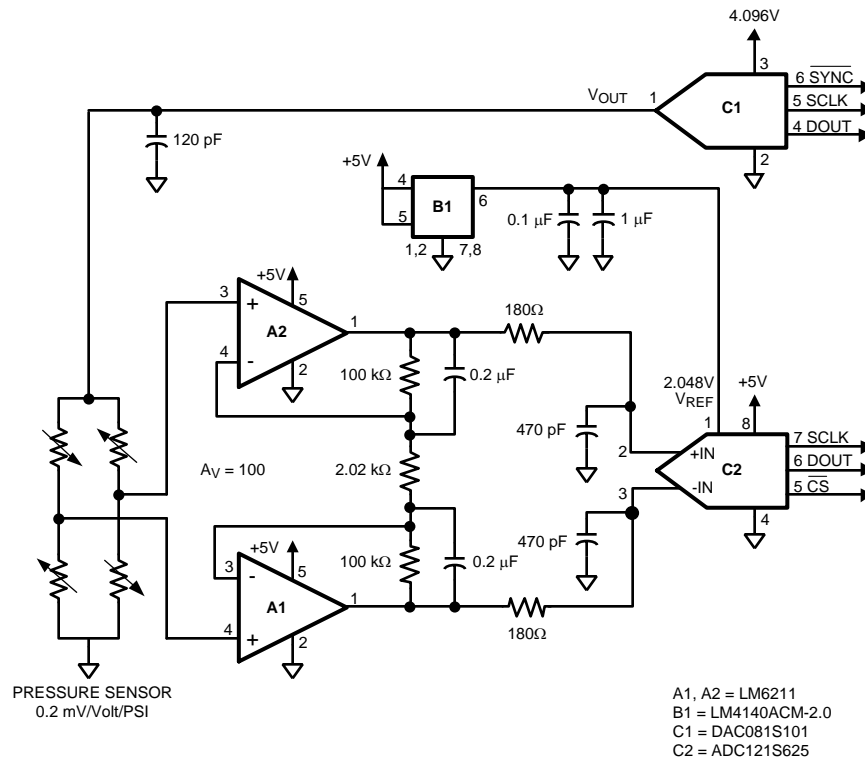 4.096V
3
6 SYNC
VOUT 1 C1 5 SCLK
4 DOUT
2
120 pF
+5V
4
5
B1
6
1,2 7,8
0.1 µF
1 µF
+5V
3
5
+
A2
1
4
-
2
180Ω
100 kΩ
0.2 µF
2.048V
VREF
+5V
1
8
470 pF
2
+IN
7 SCLK
C2
6 DOUT
-IN
5 CS
3
4
AV = 100
2.02 kΩ
470 pF
+5V
3
5
-
A1
1
4
+
2
100 kΩ
0.2 µF
180Ω
PRESSURE SENSOR
0.2 mV/Volt/PSI
A1, A2 = LM6211
B1 = LM4140ACM-2.0
C1 = DAC081S101
C2 = ADC121S625